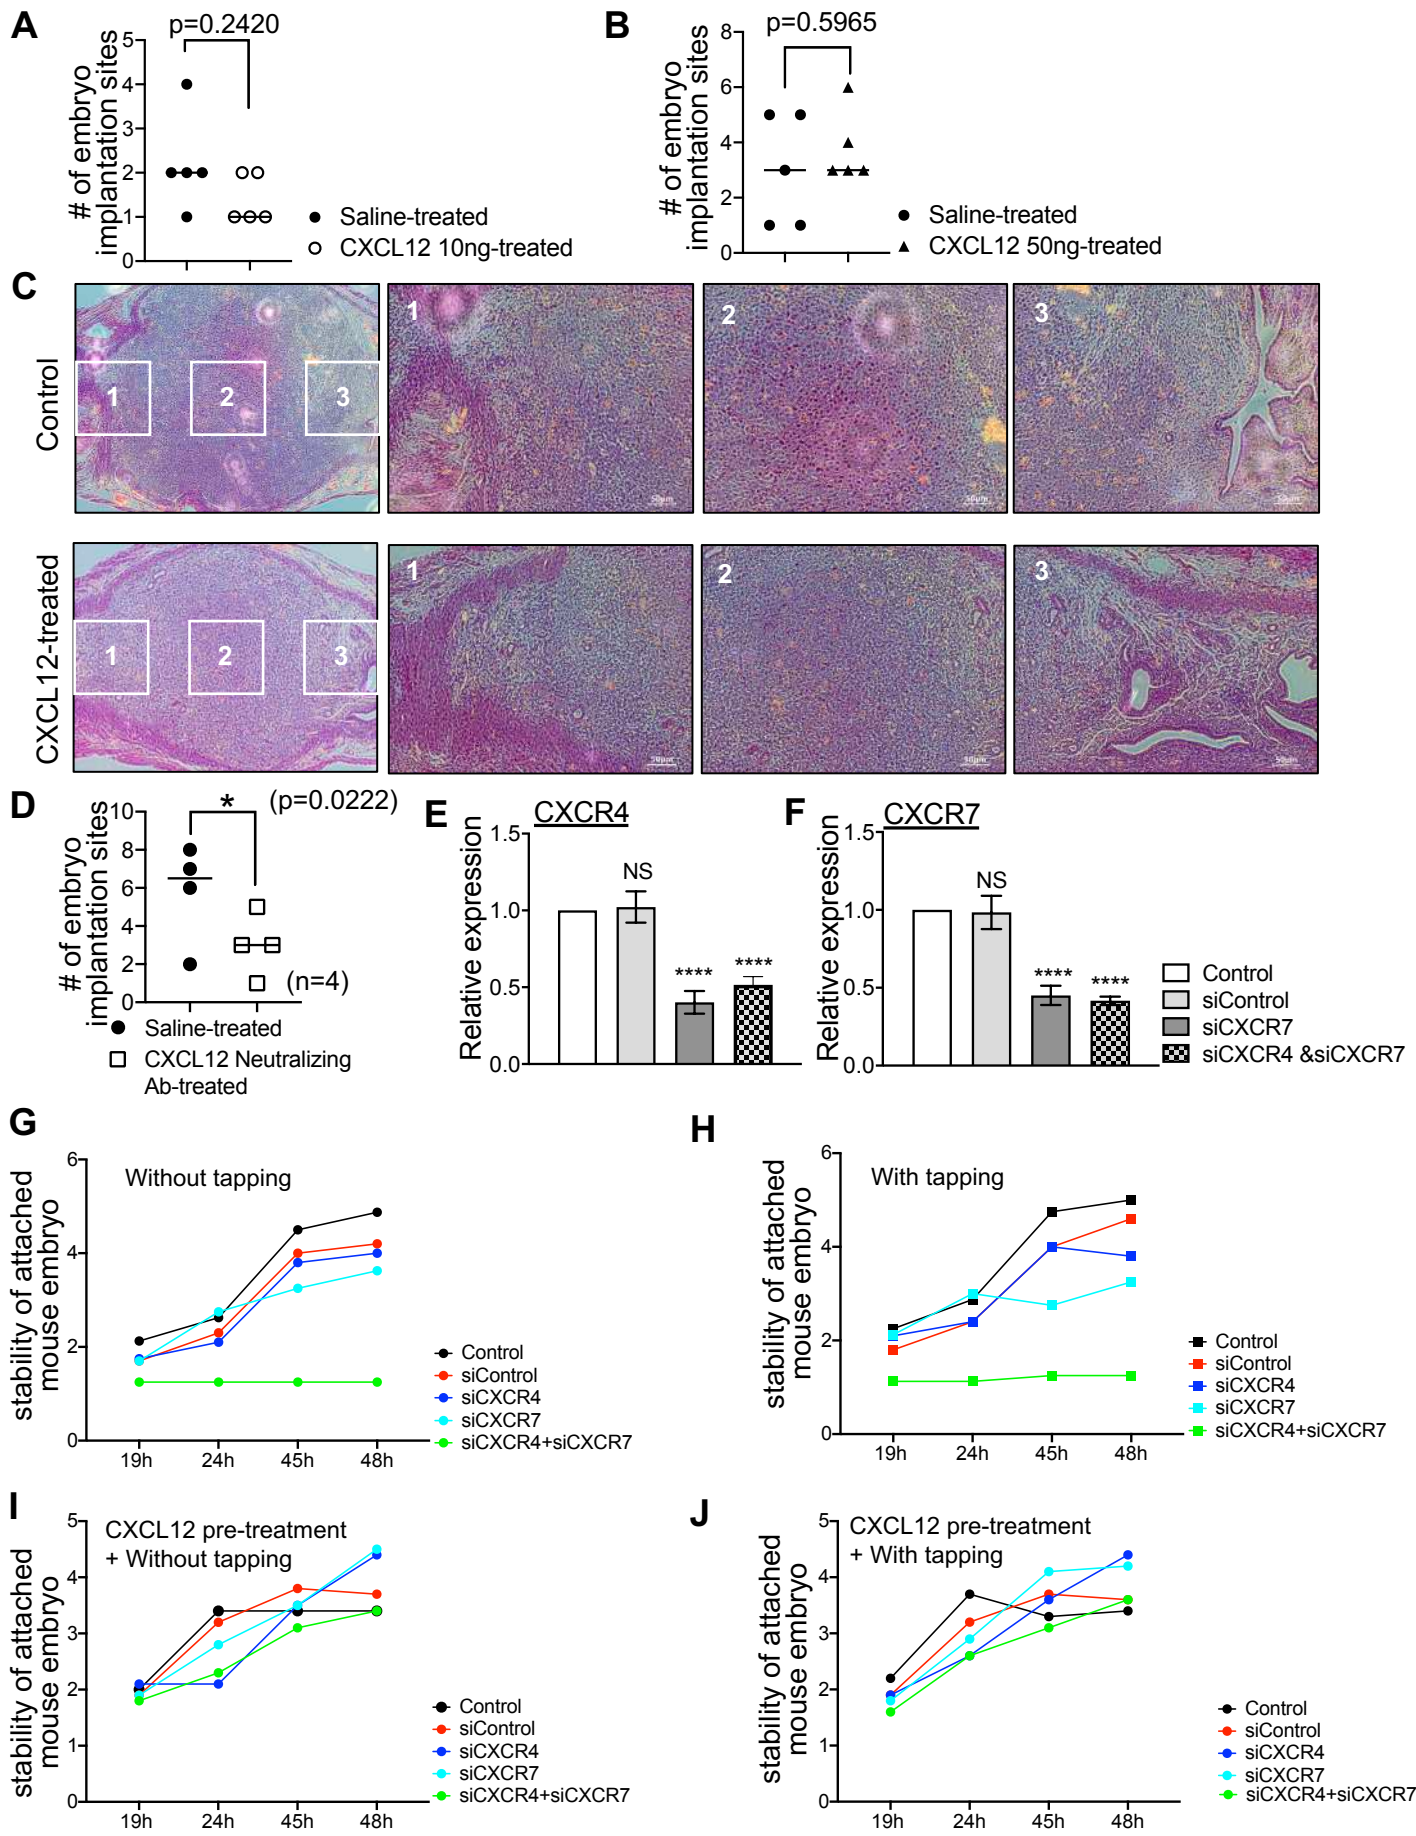 A
p=0.2420
# of embryo
implantation sites
5
4
3
2
1
0
Saline-treated
CXCL12 10ng-treated
B
p=0.5965
# of embryo
implantation sites
8
6
4
2
0
Saline-treated
CXCL12 50ng-treated
C
Control
1
2
3
1
50µm
2
50µm
3
50µm
CXCL12-treated
1
2
3
1
50µm
2
50µm
3
50µm
D
* (p=0.0222)
# of embryo
implantation sites
10
8
6
4
2
0
(n=4)
Saline-treated
CXCL12 Neutralizing
Ab-treated
E
CXCR4
Relative expression
1.5
1.0
0.5
0.0
NS
****
****
F
CXCR7
Relative expression
1.5
1.0
0.5
0.0
NS
****
****
Control
siControl
siCXCR7
siCXCR4 &siCXCR7
G
Without tapping
stability of attached
mouse embryo
6
4
2
0
19h 24h 45h 48h
Control
siControl
siCXCR4
siCXCR7
siCXCR4+siCXCR7
H
With tapping
stability of attached
mouse embryo
6
4
2
0
19h 24h 45h 48h
Control
siControl
siCXCR4
siCXCR7
siCXCR4+siCXCR7
I
CXCL12 pre-treatment
+ Without tapping
stability of attached
mouse embryo
5
4
3
2
1
0
19h 24h 45h 48h
Control
siControl
siCXCR4
siCXCR7
siCXCR4+siCXCR7
J
CXCL12 pre-treatment
+ With tapping
stability of attached
mouse embryo
5
4
3
2
1
0
19h 24h 45h 48h
Control
siControl
siCXCR4
siCXCR7
siCXCR4+siCXCR7